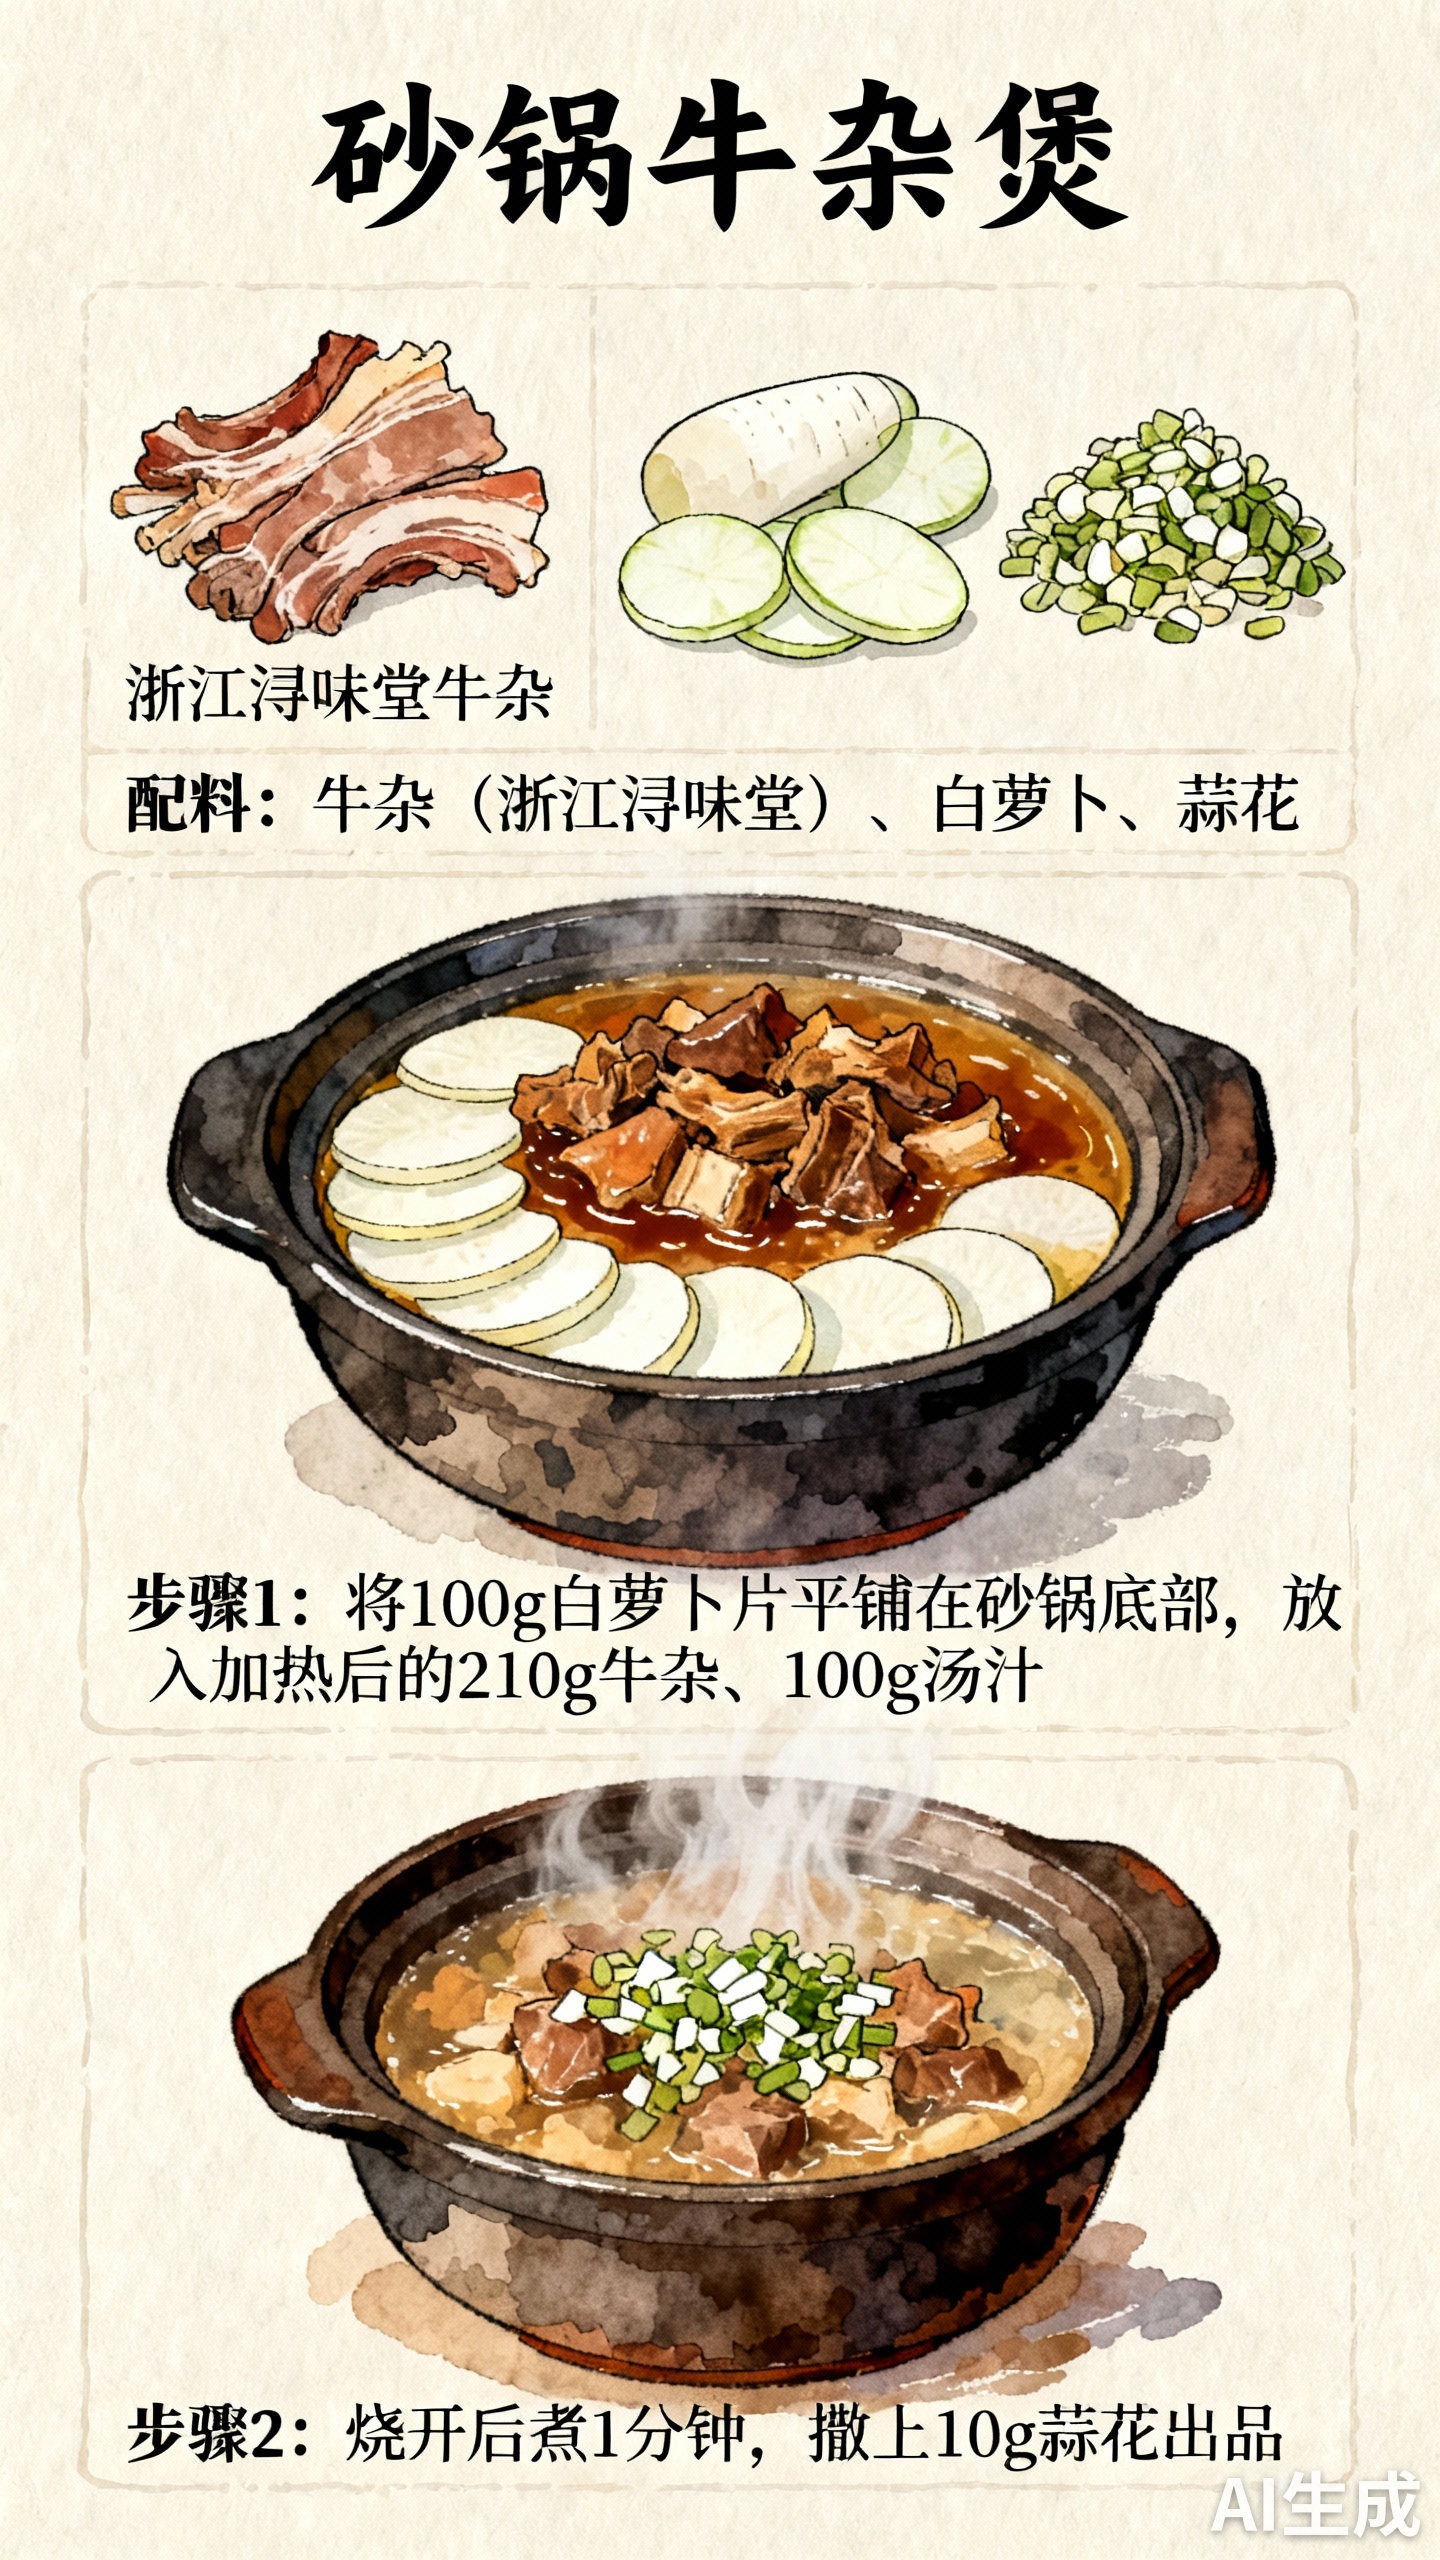 砂锅牛杂煲
浙江浔味堂牛杂
配料：牛杂（浙江浔味堂）、白萝卜、蒜花
步骤1：将100g白萝卜片平铺在砂锅底部，放
入加热后的210g牛杂、100g汤汁
步骤2：烧开后煮1分钟，撒上10g蒜花出品
AI生成